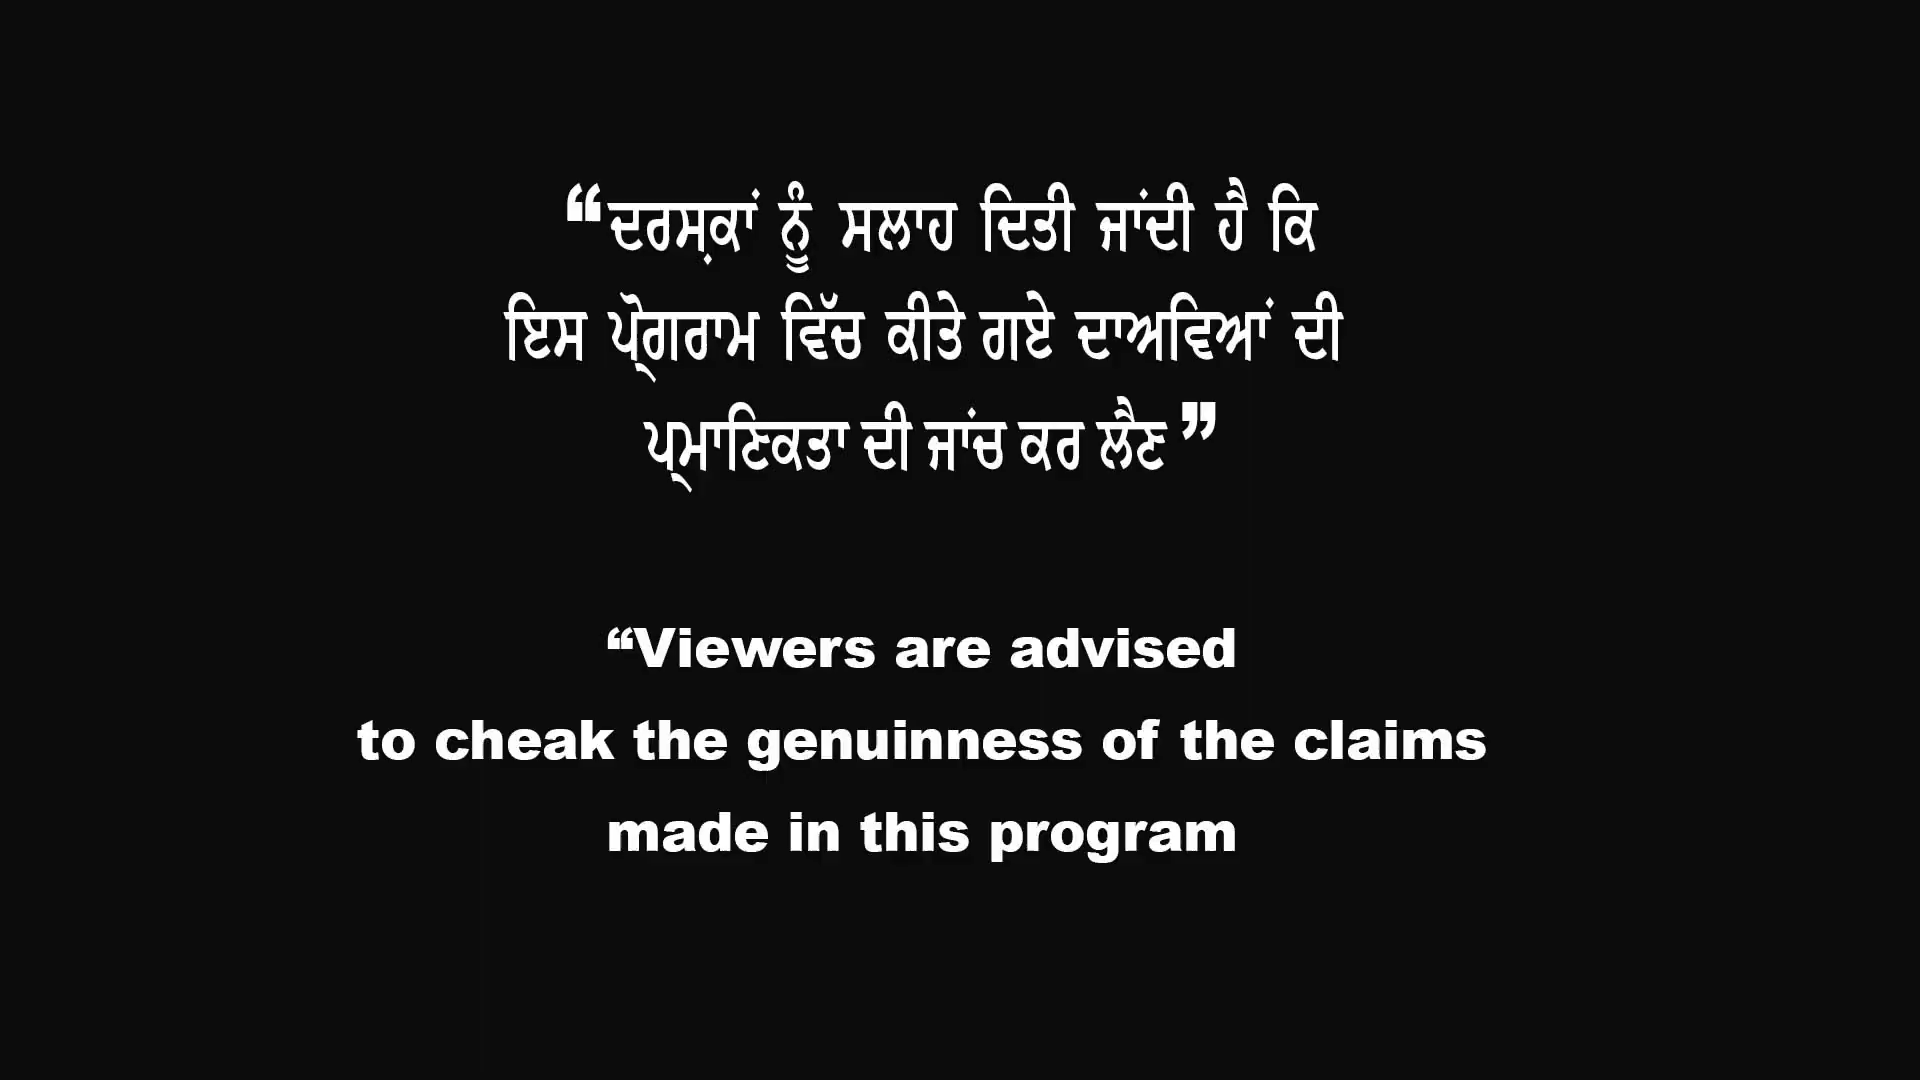 “ਦਰਸ਼ਕਾਂ ਨੂੰ ਸਲਾਹ ਦਿਤੀ ਜਾਂਦੀ ਹੈ ਕਿ
ਇਸ ਪ੍ਰੋਗਰਾਮ ਵਿੱਚ ਕੀਤੇ ਗਏ ਦਾਅਵਿਆਂ ਦੀ
ਪ੍ਰਮਾਣਿਕਤਾ ਦੀ ਜਾਂਚ ਕਰ ਲੈਣ ”
“Viewers are advised
to cheak the genuinness of the claims
made in this program